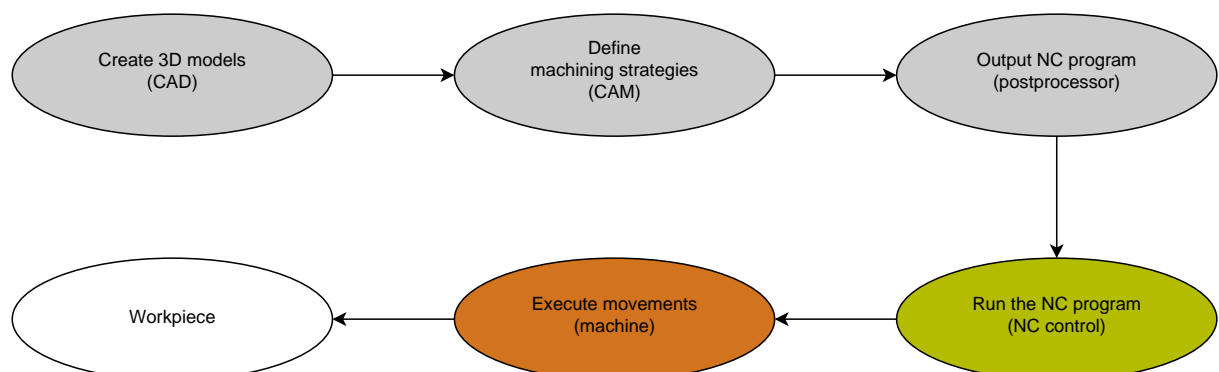 Create 3D models
(CAD)
Define
machining strategies
(CAM)
Output NC program
(postprocessor)
Workpiece
Execute movements
(machine)
Run the NC program
(NC control)